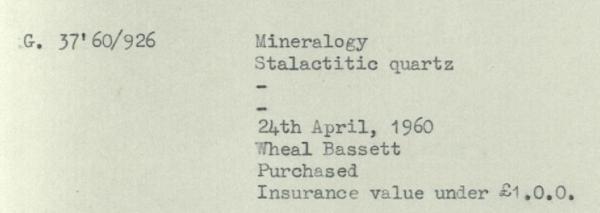 G. 37'60/926 Mineralogy
Stalactitic quartz
-
-
24th April, 1960
Wheal Bassett
Purchased
Insurance value under £1.0.0.